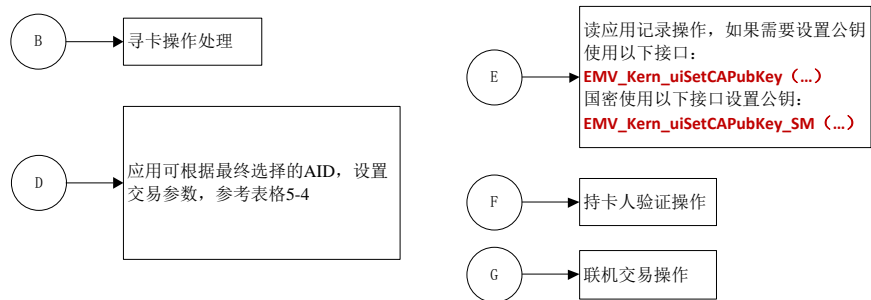 B
寻卡操作处理
D
应用可根据最终选择的AID，设置
交易参数，参考表格5-4
E
读应用记录操作，如果需要设置公钥
使用以下接口：
EMV_Kern_uiSetCAPubKey（...）
国密使用以下接口设置公钥：
EMV_Kern_uiSetCAPubKey_SM（...）
F
持卡人验证操作
G
联机交易操作